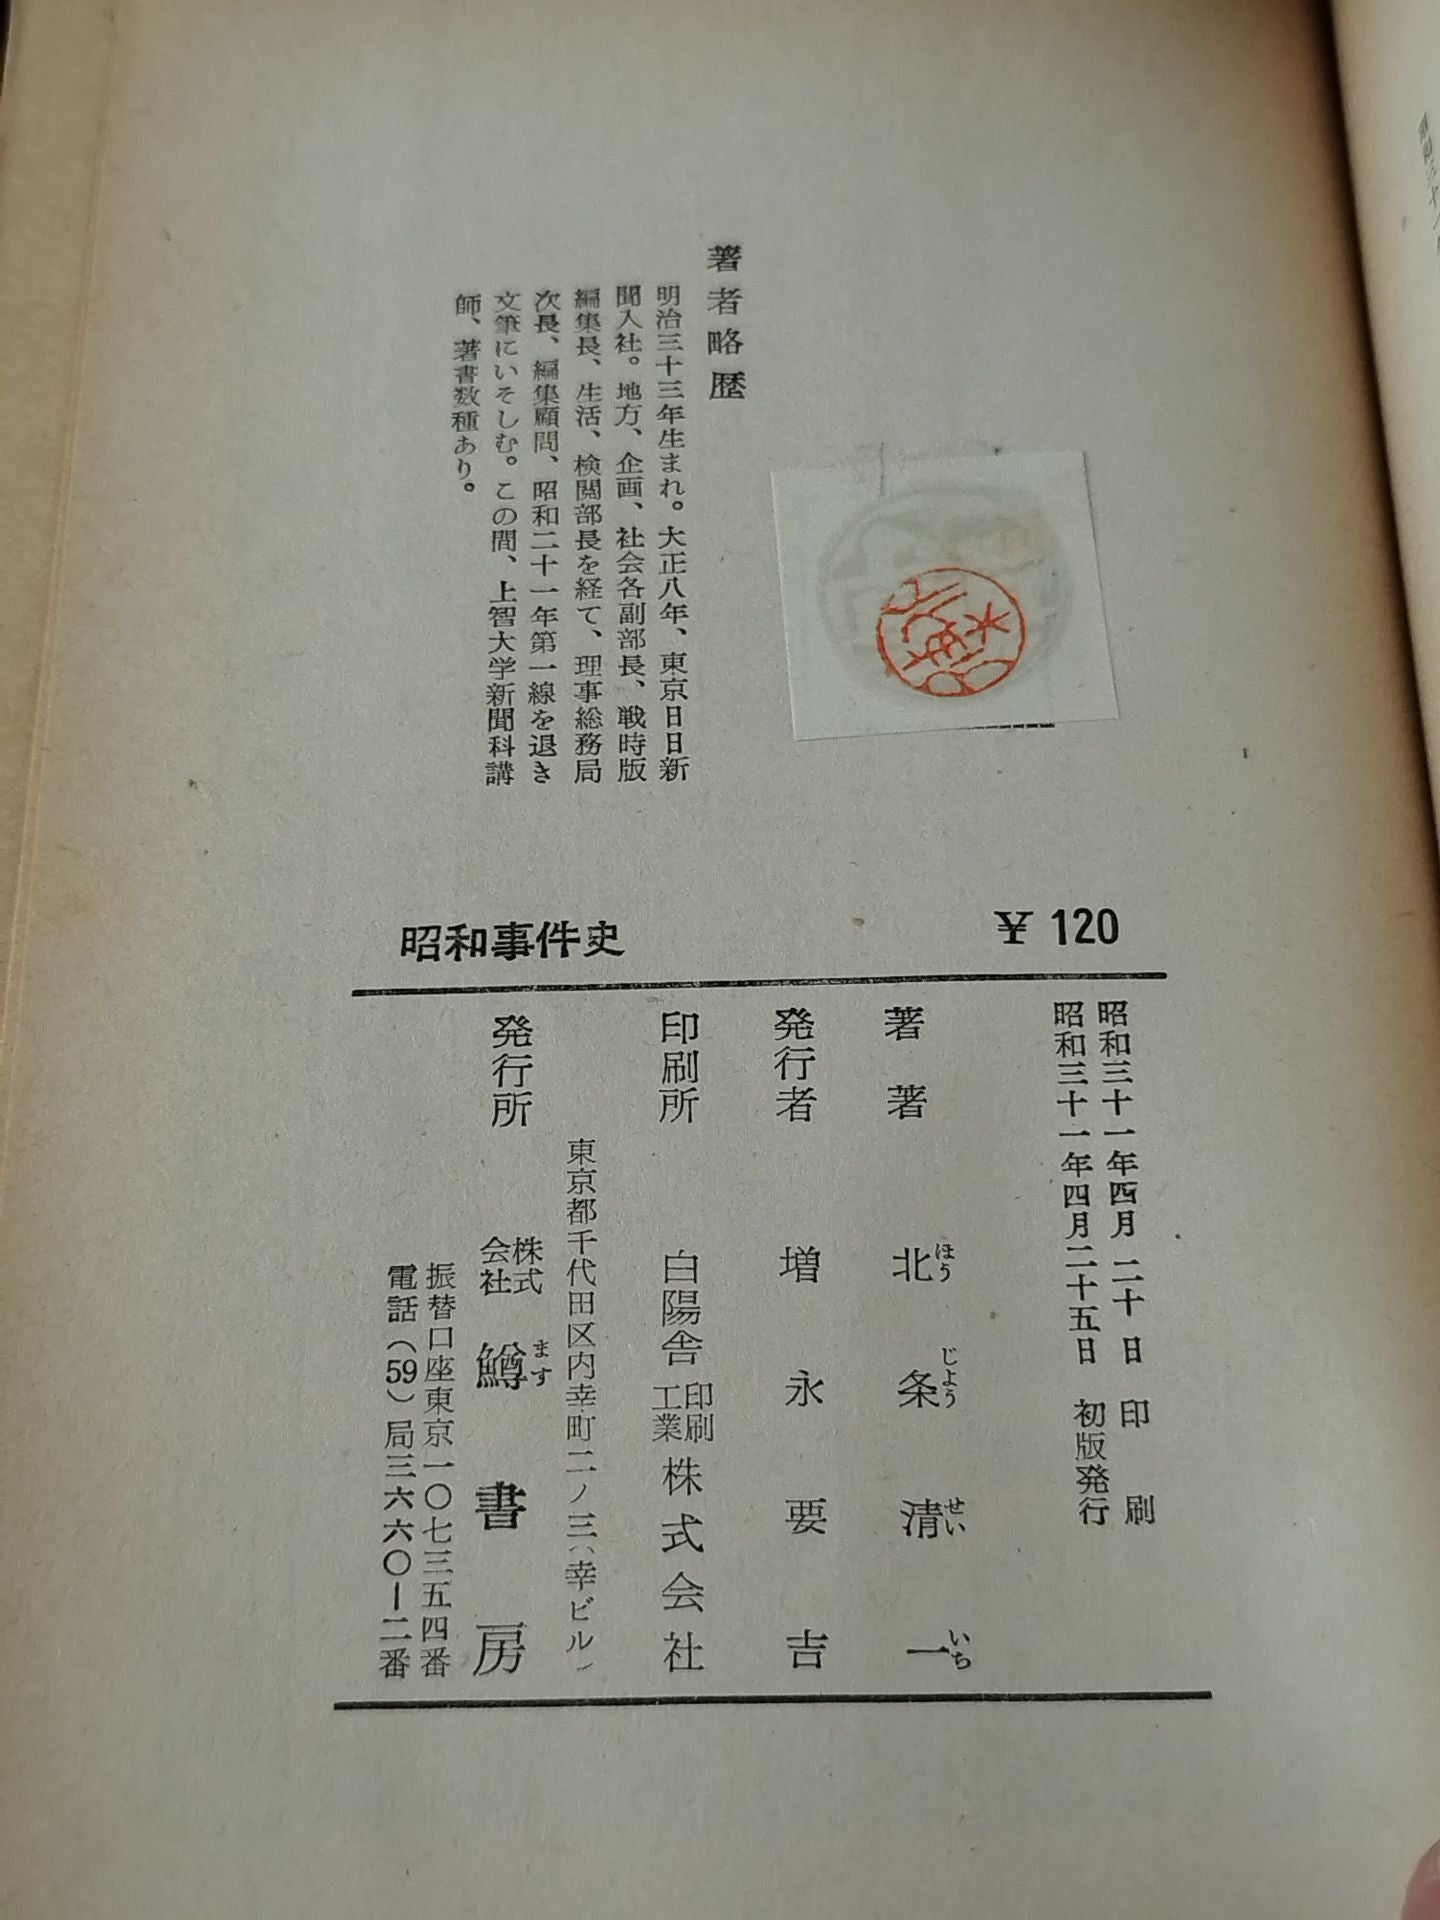 著者略歴
明治三十三年生まれ。大正八年、東京日日新
聞入社。地方、企画、社会各副部長、戦時版
編集長、生活、検閲部長を経て、理事総務局
次長、編集顧問、昭和二十一年第一線を退き
文筆にいそしむ。この間、上智大学新聞科講
師、著書数種あり。
昭和事件史
¥ 120
昭和三十一年四月二十日 印刷
昭和三十一年四月二十五日 初版発行
著著 北条清一
ほうじようせいいち
発行者 増永要吉
印刷所 白陽舎印刷工業株式会社
東京都千代田区内幸町二ノ三(幸ビル)
発行所 株式会社 鱒書房
ます
振替口座東京一〇七三五四番
電話(59)局三六六〇―二番